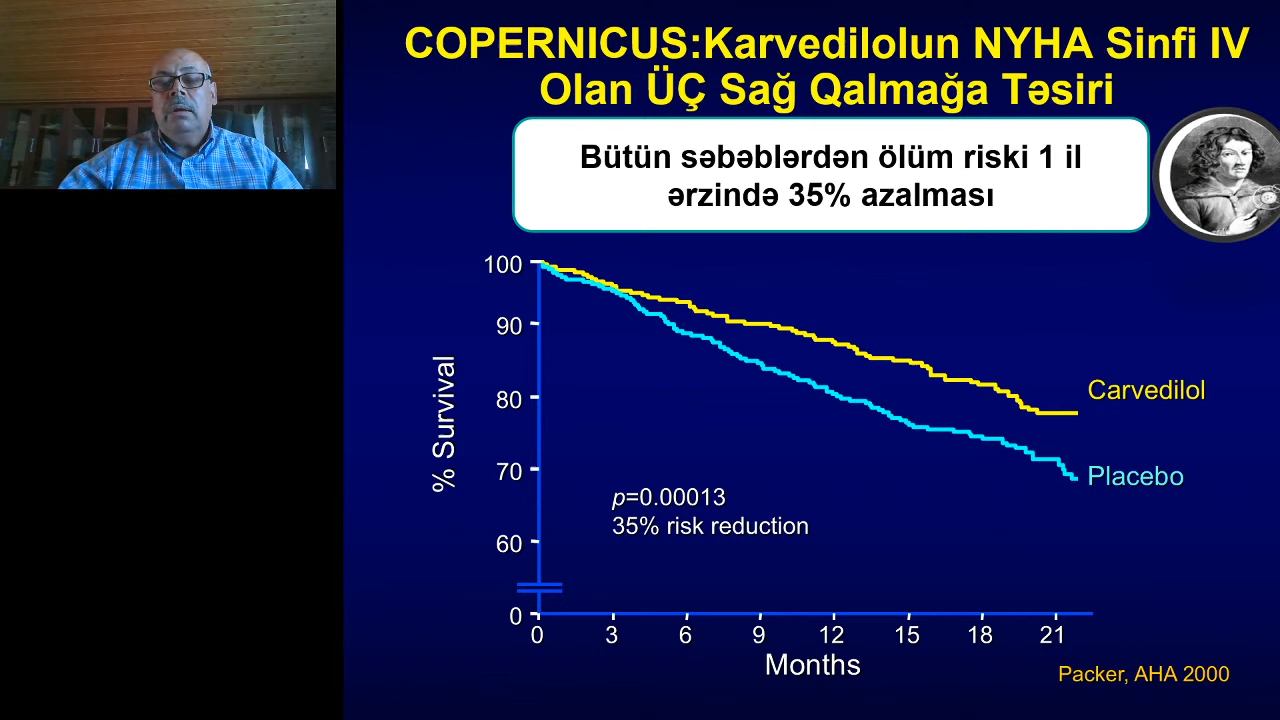 COPERNICUS:Karvedilolun NYHA Sinfi IV
Olan ÜÇ Sağ Qalmağa Təsiri
Bütün səbəblərdən ölüm riski 1 il
ərzində 35% azalması
100
90
80
70
60
0
% Survival
Carvedilol
Placebo
p=0.00013
35% risk reduction
0 3 6 9 12 15 18 21
Months
Packer, AHA 2000